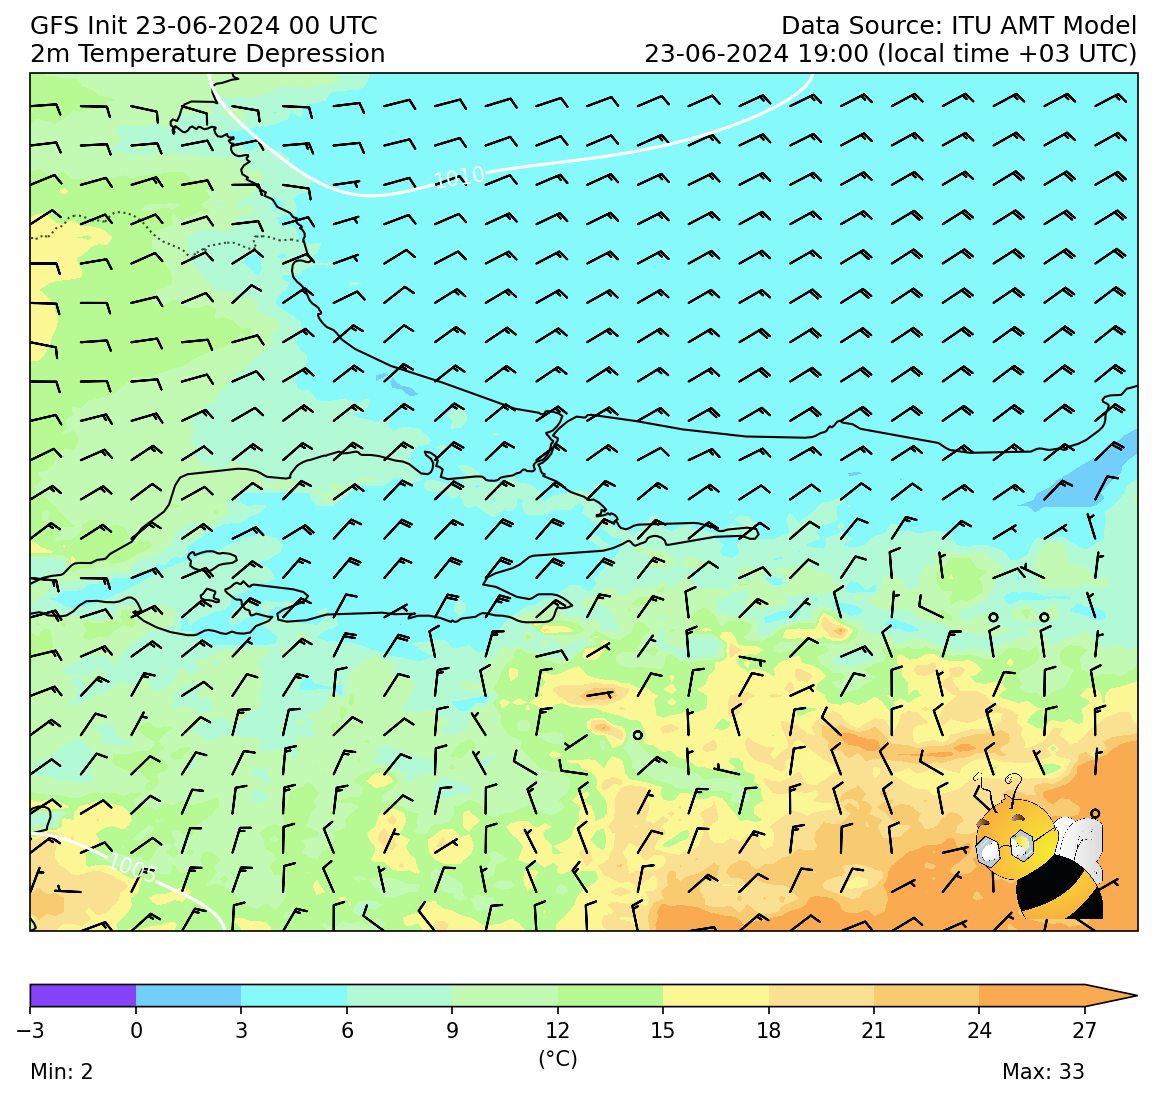 GFS Init 23-06-2024 00 UTC
Data Source: ITU AMT Model
2m Temperature Depression
23-06-2024 19:00 (local time +03 UTC)
1010
1005
−3 0 3 6 9 12 15 18 21 24 27
(°C)
Min: 2
Max: 33